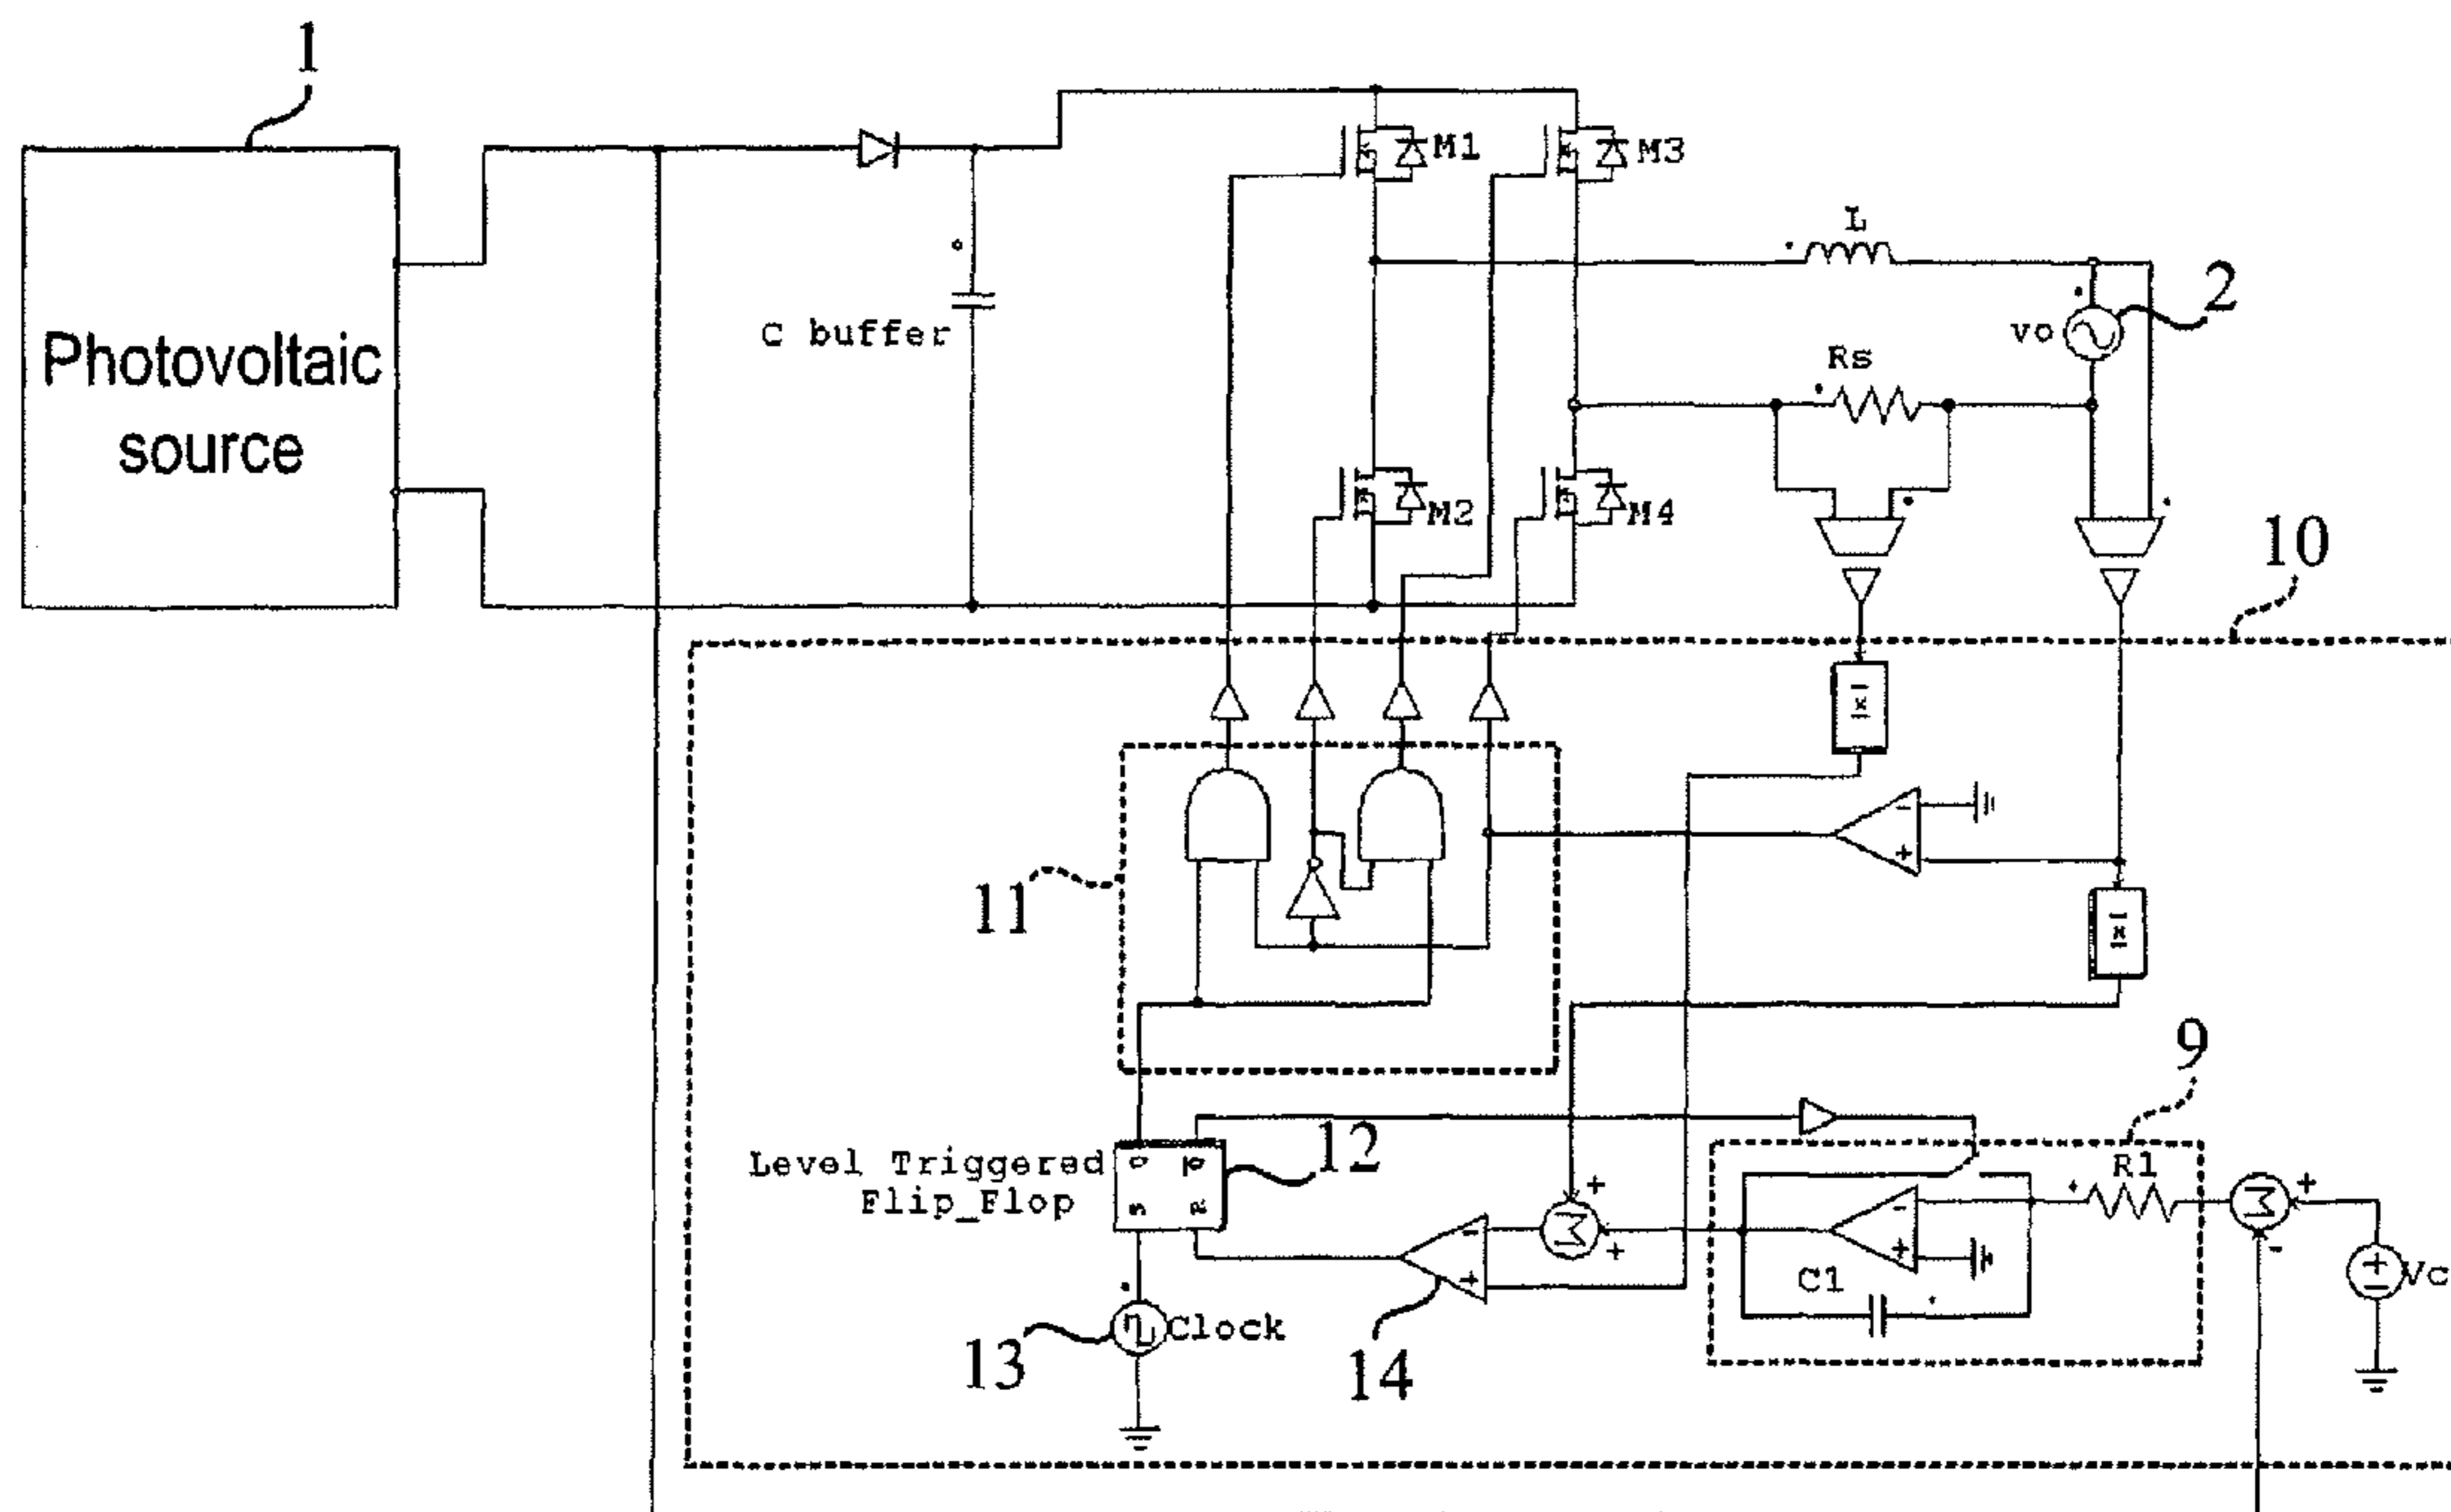 1
Photovoltaic
source
C buffer
M1
M3
M2
M4
L
vo
2
Rs
10
|x|
|x|
11
9
Level Triggered
Flip_Flop
12
Q
Q
S
R
Clock
13
14
Σ
C1
R1
Σ
Vc